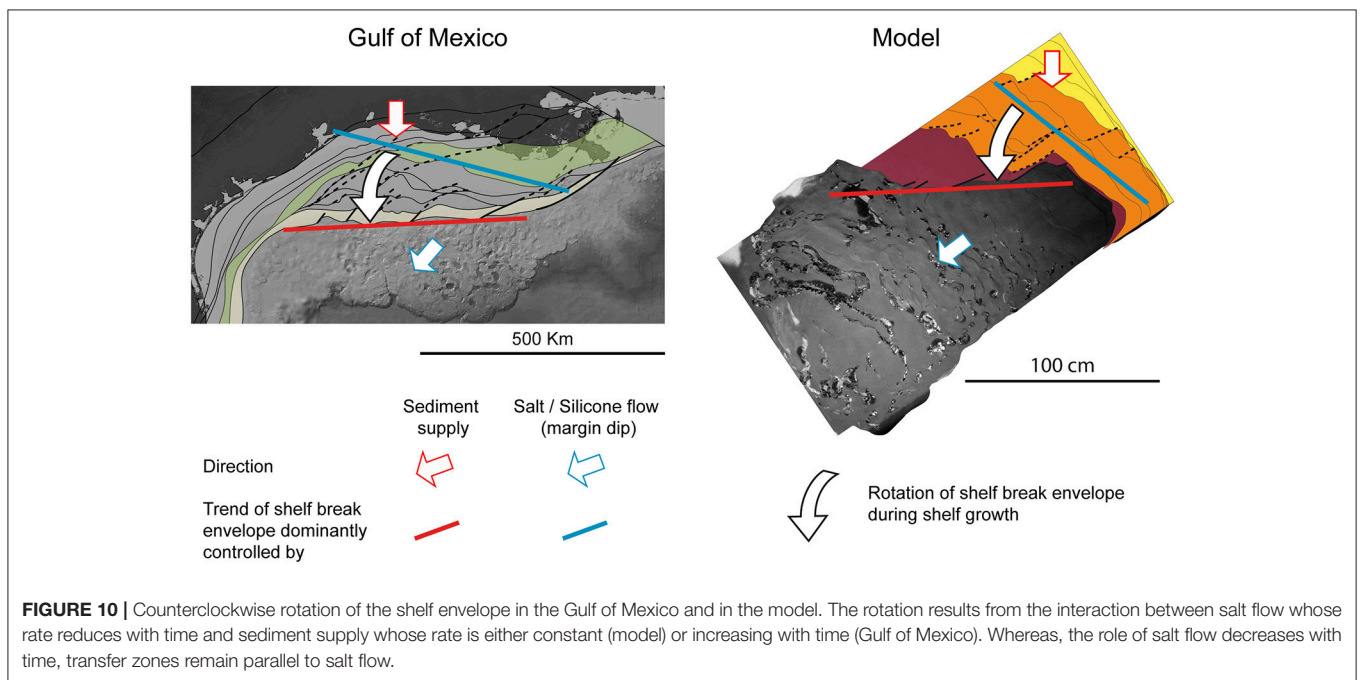 Gulf of Mexico
Model
500 Km
100 cm
Sediment
supply
Salt / Silicone flow
(margin dip)
Direction
Trend of shelf break
envelope dominantly
controlled by
Rotation of shelf break envelope
during shelf growth
FIGURE 10 | Counterclockwise rotation of the shelf envelope in the Gulf of Mexico and in the model. The rotation results from the interaction between salt flow whose
rate reduces with time and sediment supply whose rate is either constant (model) or increasing with time (Gulf of Mexico). Whereas, the role of salt flow decreases with
time, transfer zones remain parallel to salt flow.